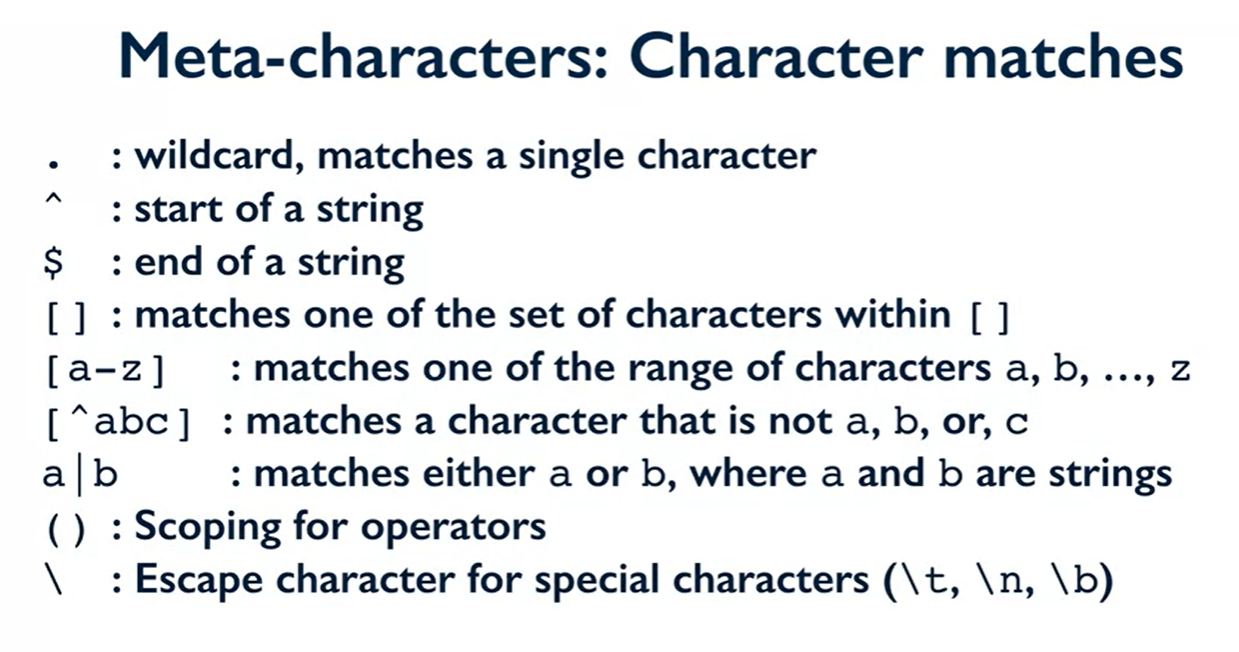 Meta-characters: Character matches
. : wildcard, matches a single character
^ : start of a string
$ : end of a string
[] : matches one of the set of characters within []
[a-z] : matches one of the range of characters a, b, …, z
[^abc] : matches a character that is not a, b, or, c
a|b : matches either a or b, where a and b are strings
() : Scoping for operators
\ : Escape character for special characters (\t, \n, \b)